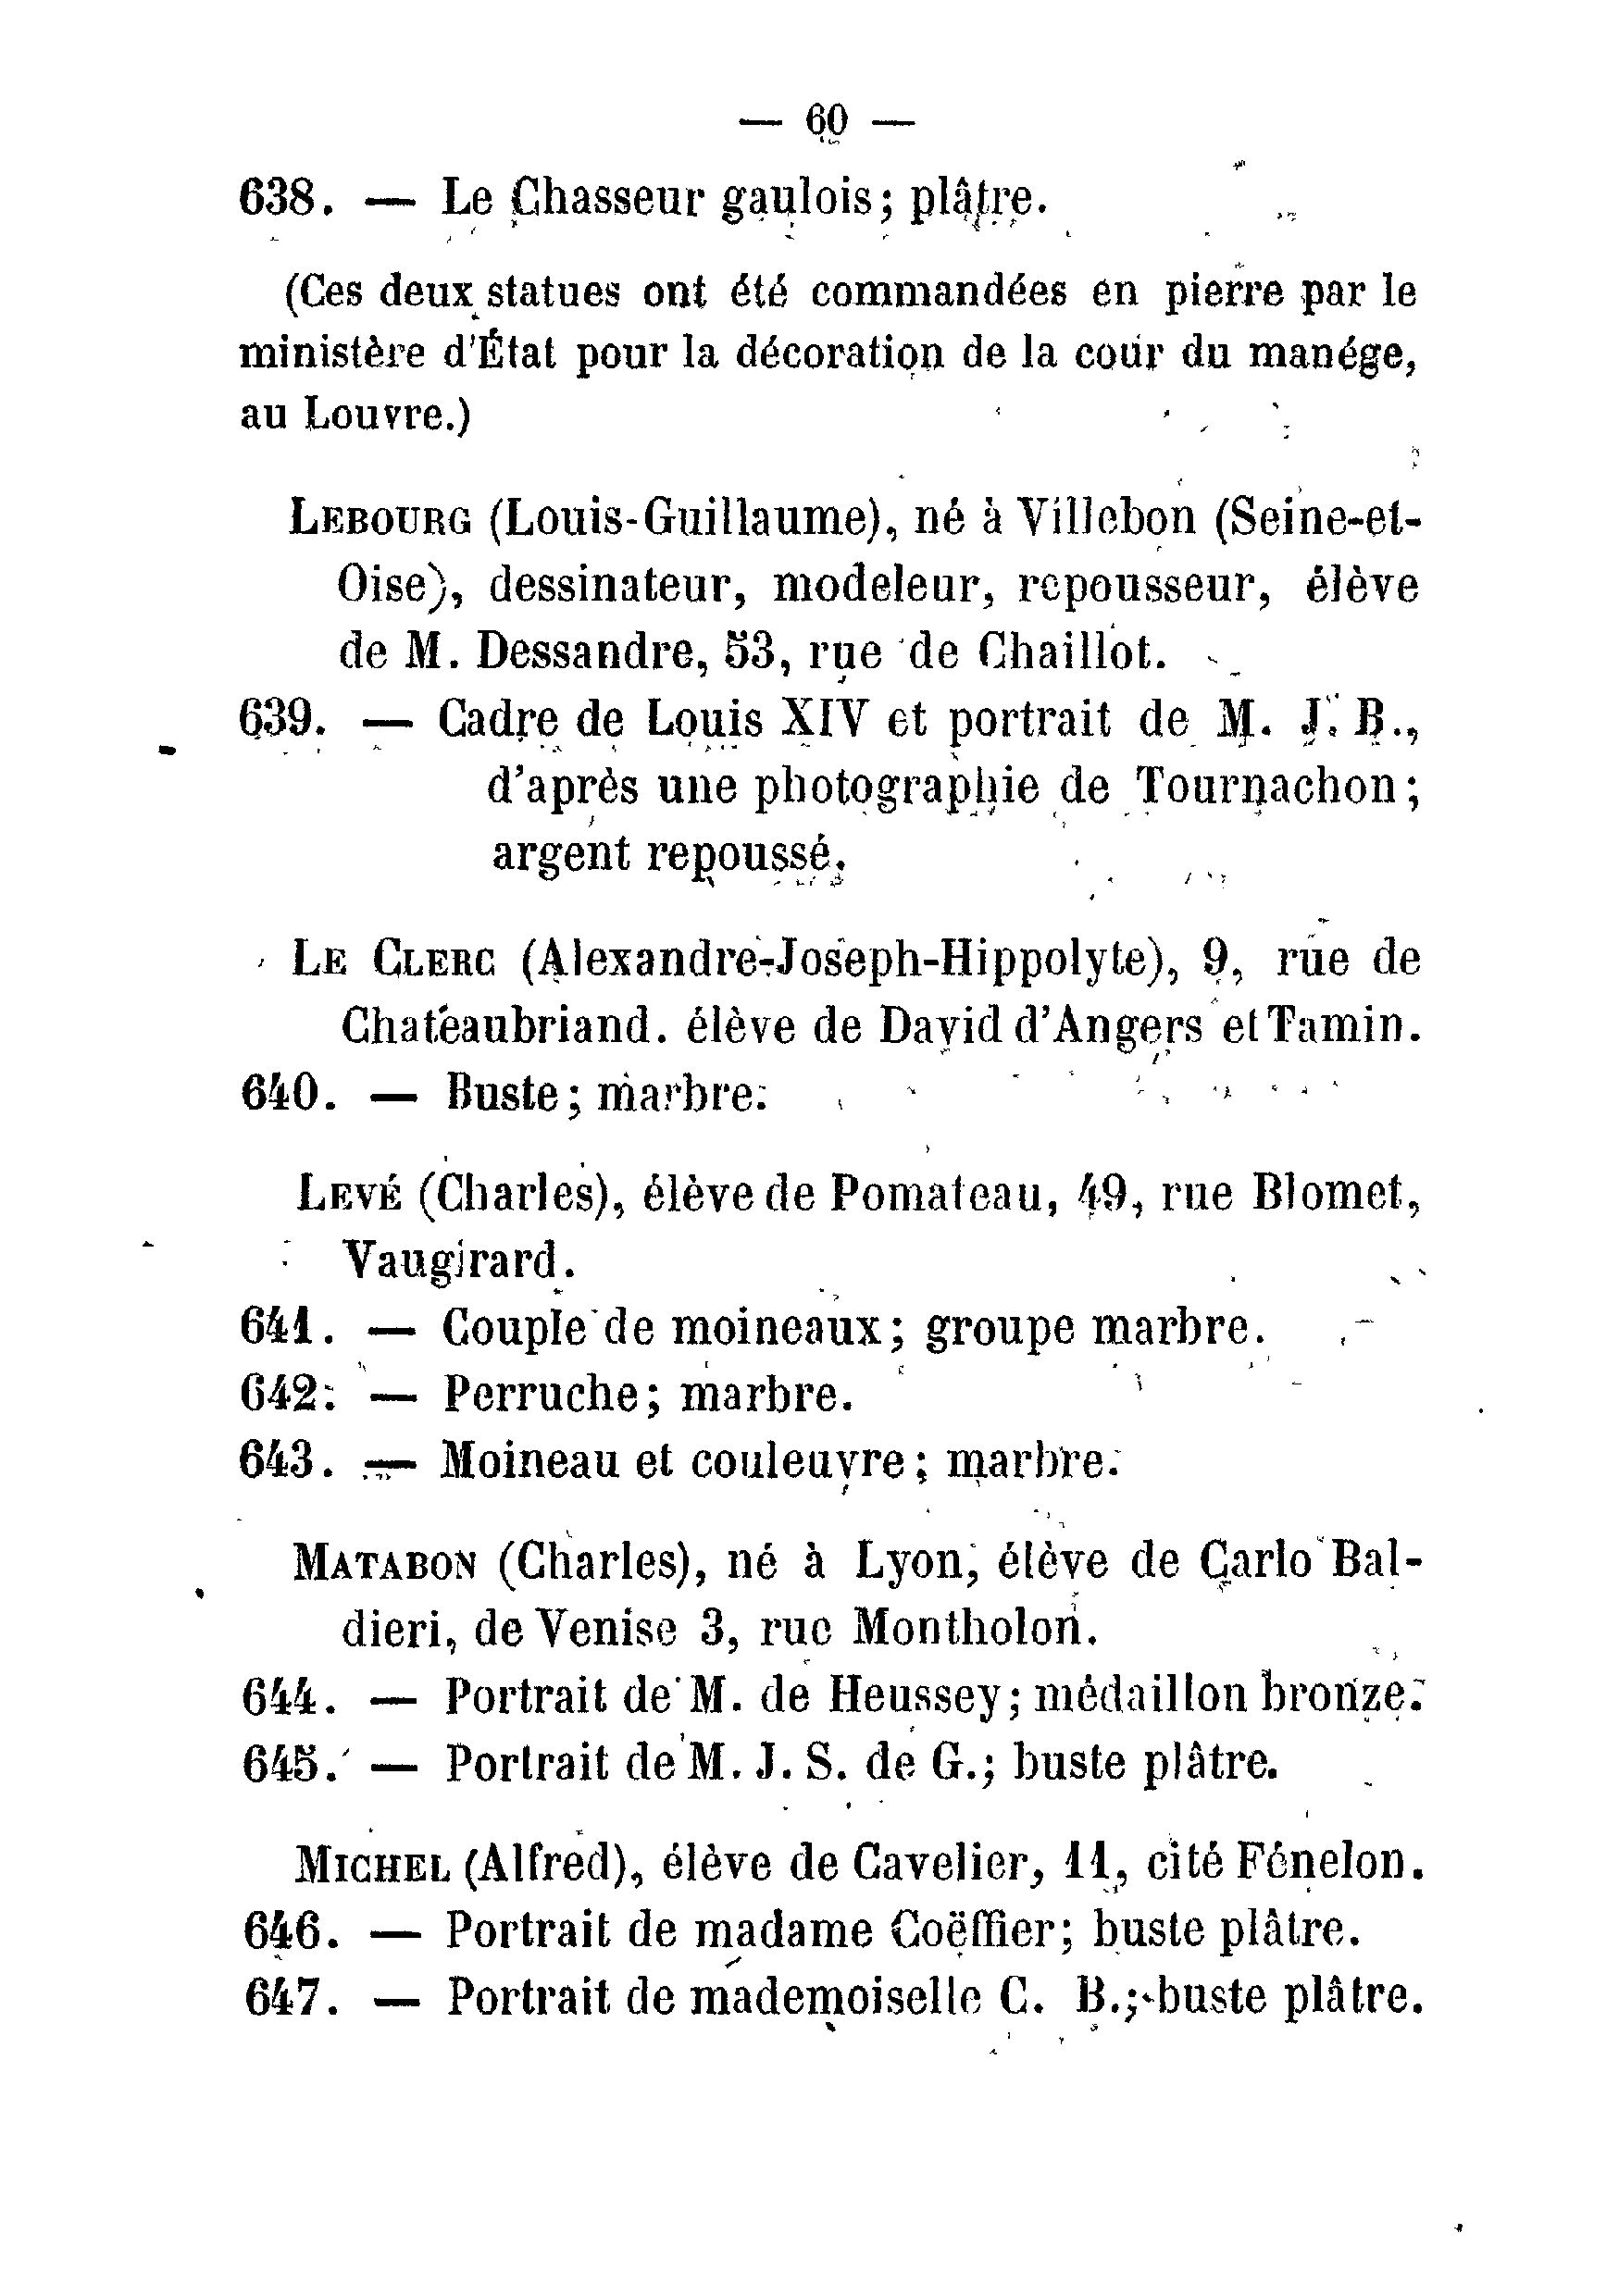 — 60 —
638. — Le Chasseur gaulois; plâtre.
(Ces deux statues ont été commandées en pierre par le
ministère d'État pour la décoration de la cour du manége,
au Louvre.)
LEBOURG (Louis-Guillaume), né à Villebon (Seine-et-
Oise), dessinateur, modeleur, repousseur, élève
de M. Dessandre, 53, rue de Chaillot.
639. — Cadre de Louis XIV et portrait de M. J. B.,
d'après une photographie de Tournachon;
argent repoussé.
LE CLERC (Alexandre-Joseph-Hippolyte), 9, rue de
Chateaubriand. élève de David d'Angers et Tamin.
640. — Buste; marbre.
LEVÉ (Charles), élève de Pomateau, 49, rue Blomet,
Vaugirard.
641. — Couple de moineaux; groupe marbre.
642. — Perruche; marbre.
643. — Moineau et couleuvre; marbre.
MATABON (Charles), né à Lyon, élève de Carlo Bal-
dieri, de Venise 3, rue Montholon.
644. — Portrait de M. de Heussey; médaillon bronze.
645. — Portrait de M. J. S. de G.; buste plâtre.
MICHEL (Alfred), élève de Cavelier, 11, cité Fénelon.
646. — Portrait de madame Coëffier; buste plâtre.
647. — Portrait de mademoiselle C. B.; buste plâtre.